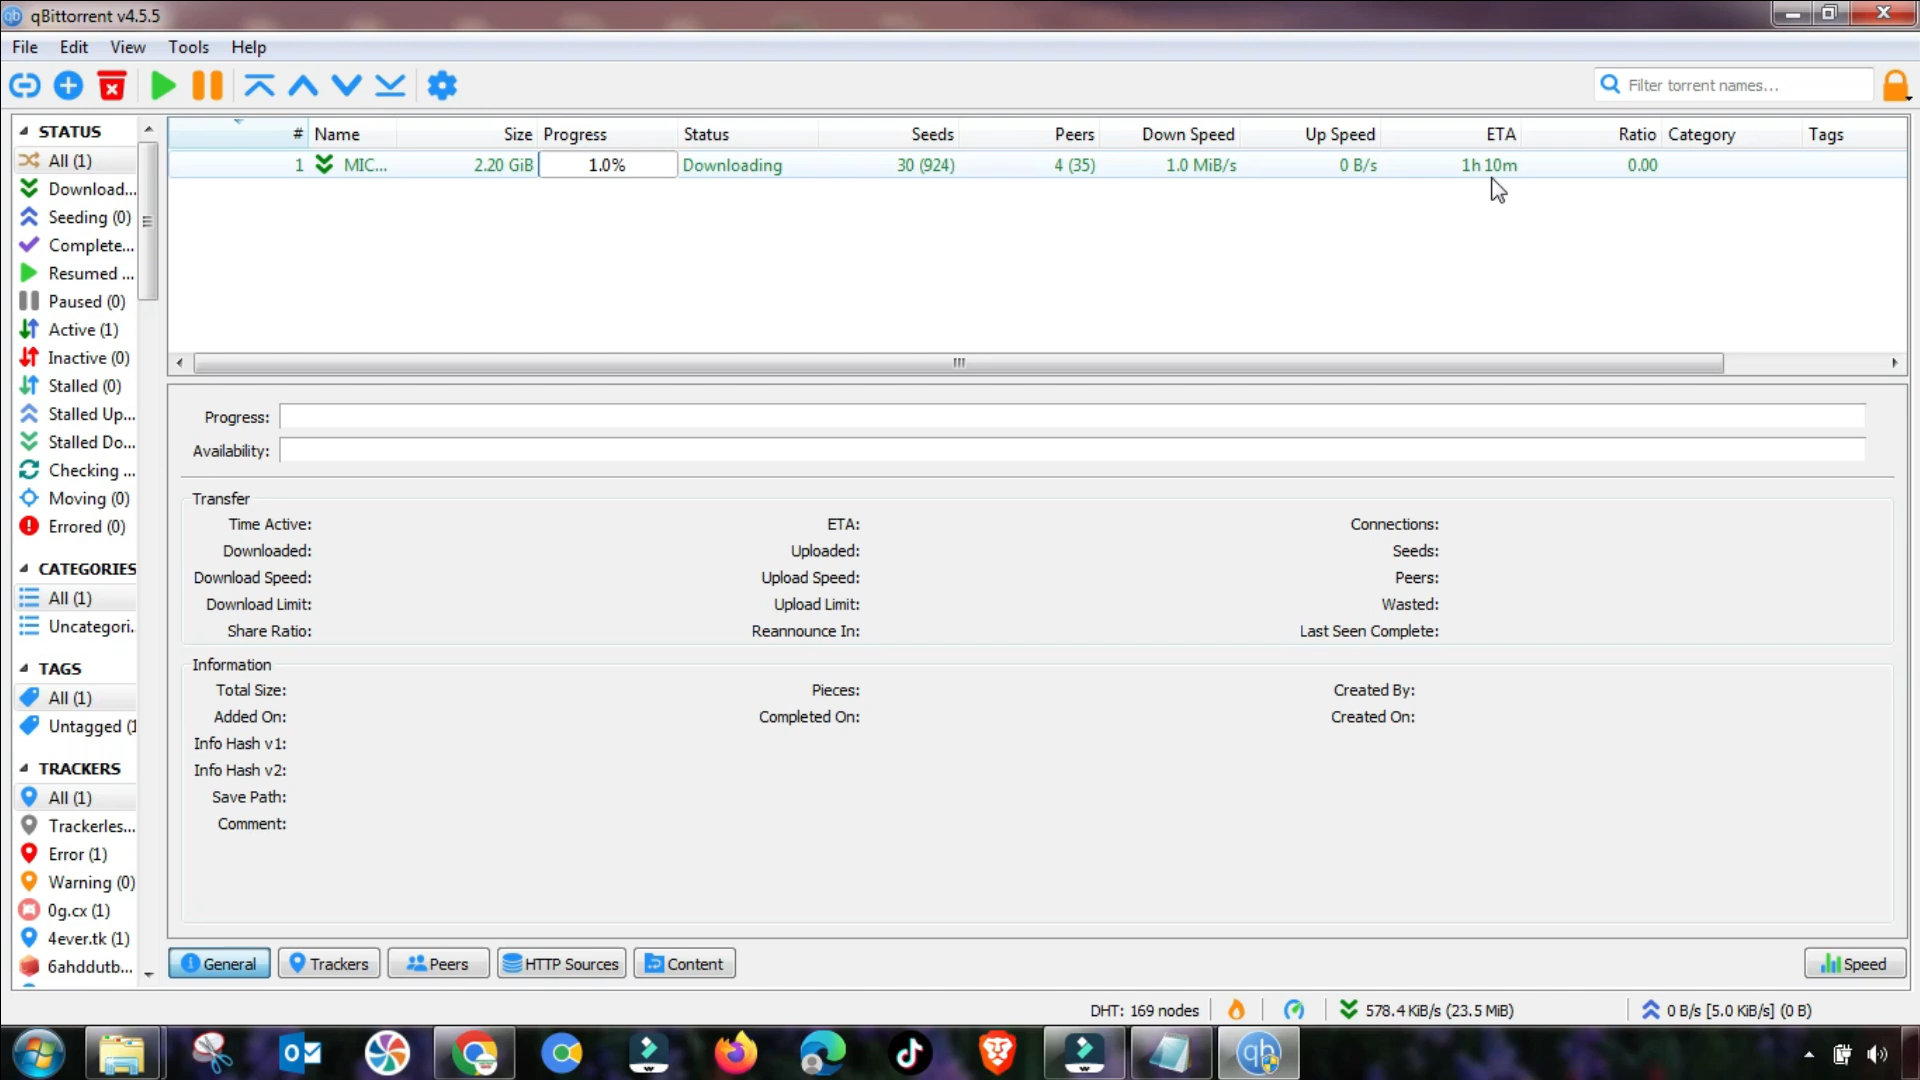 qBittorrent v4.5.5
File Edit View Tools Help
Filter torrent names...
STATUS
All (1)
Download...
Seeding (0)
Complete...
Resumed ...
Paused (0)
Active (1)
Inactive (0)
Stalled (0)
Stalled Up...
Stalled Do...
Checking ...
Moving (0)
Errored (0)
CATEGORIES
All (1)
Uncategori.
TAGS
All (1)
Untagged (1
TRACKERS
All (1)
Trackerles...
Error (1)
Warning (0)
0g.cx (1)
4ever.tk (1)
6ahddutb...
# Name Size Progress Status Seeds Peers Down Speed Up Speed ETA Ratio Category Tags
1 MIC... 2.20 GiB 1.0% Downloading 30 (924) 4 (35) 1.0 MiB/s 0 B/s 1h 10m 0.00
Progress:
Availability:
Transfer
Time Active: ETA: Connections:
Downloaded: Uploaded: Seeds:
Download Speed: Upload Speed: Peers:
Download Limit: Upload Limit: Wasted:
Share Ratio: Reannounce In: Last Seen Complete:
Information
Total Size: Pieces: Created By:
Added On: Completed On: Created On:
Info Hash v1:
Info Hash v2:
Save Path:
Comment:
General Trackers Peers HTTP Sources Content Speed
DHT: 169 nodes 578.4 KiB/s (23.5 MiB) 0 B/s [5.0 KiB/s] (0 B)